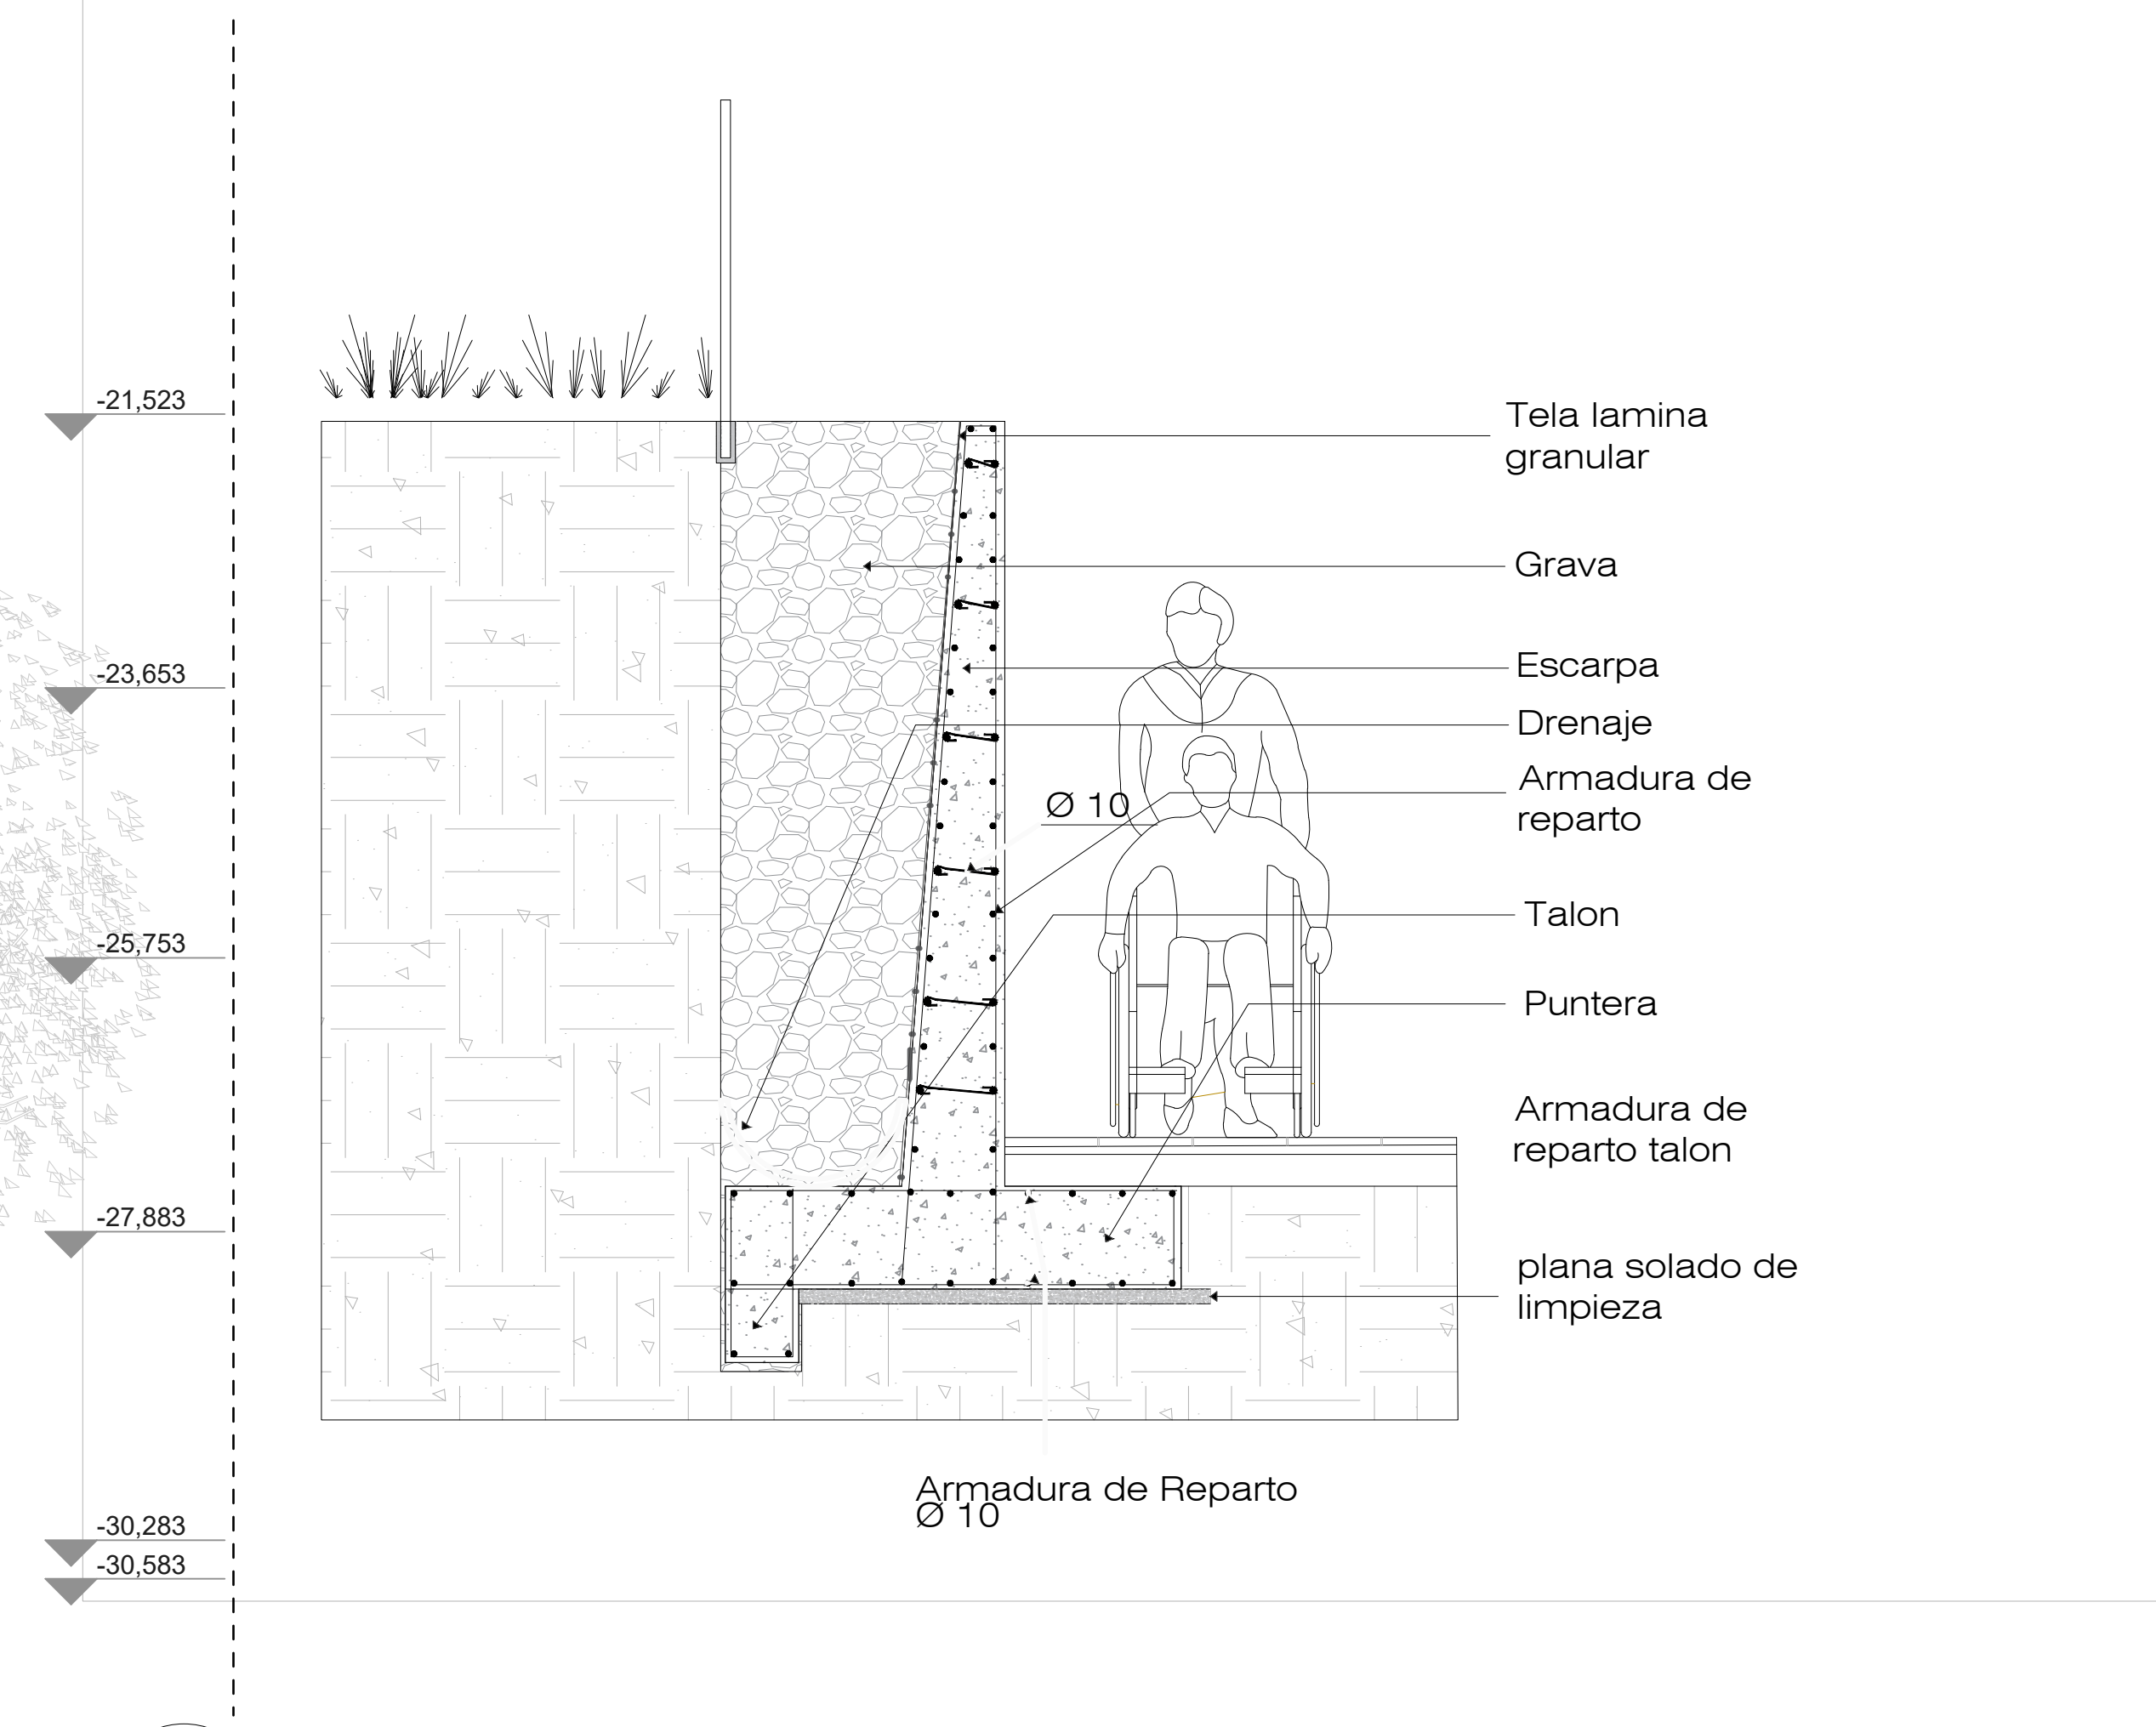 -21,523
Tela lamina
granular
Grava
-23,653
Escarpa
Drenaje
Armadura de
reparto
Ø 10
Talon
-25,753
Puntera
Armadura de
reparto talon
-27,883
plana solado de
limpieza
Armadura de Reparto
Ø 10
-30,283
-30,583